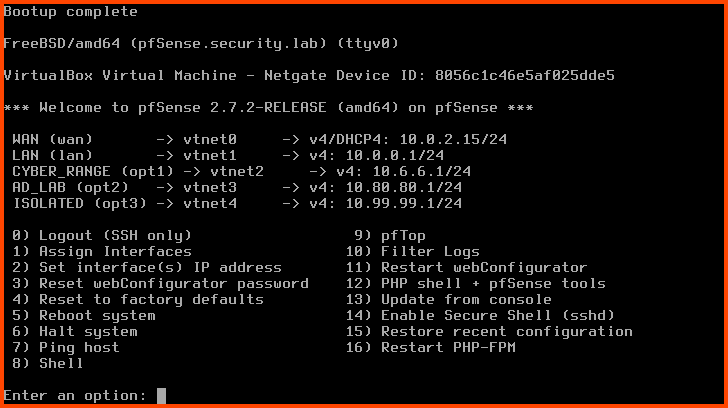 Bootup complete
FreeBSD/amd64 (pfSense.security.lab) (ttyv0)
VirtualBox Virtual Machine - Netgate Device ID: 8056c1c46e5af025dde5
*** Welcome to pfSense 2.7.2-RELEASE (amd64) on pfSense ***
WAN (wan) -> vtnet0 -> v4/DHCP4: 10.0.2.15/24
LAN (lan) -> vtnet1 -> v4: 10.0.0.1/24
CYBER_RANGE (opt1) -> vtnet2 -> v4: 10.6.6.1/24
AD_LAB (opt2) -> vtnet3 -> v4: 10.80.80.1/24
ISOLATED (opt3) -> vtnet4 -> v4: 10.99.99.1/24
0) Logout (SSH only) 9) pfTop
1) Assign Interfaces 10) Filter Logs
2) Set interface(s) IP address 11) Restart webConfigurator
3) Reset webConfigurator password 12) PHP shell + pfSense tools
4) Reset to factory defaults 13) Update from console
5) Reboot system 14) Enable Secure Shell (sshd)
6) Halt system 15) Restore recent configuration
7) Ping host 16) Restart PHP-FPM
8) Shell
Enter an option: